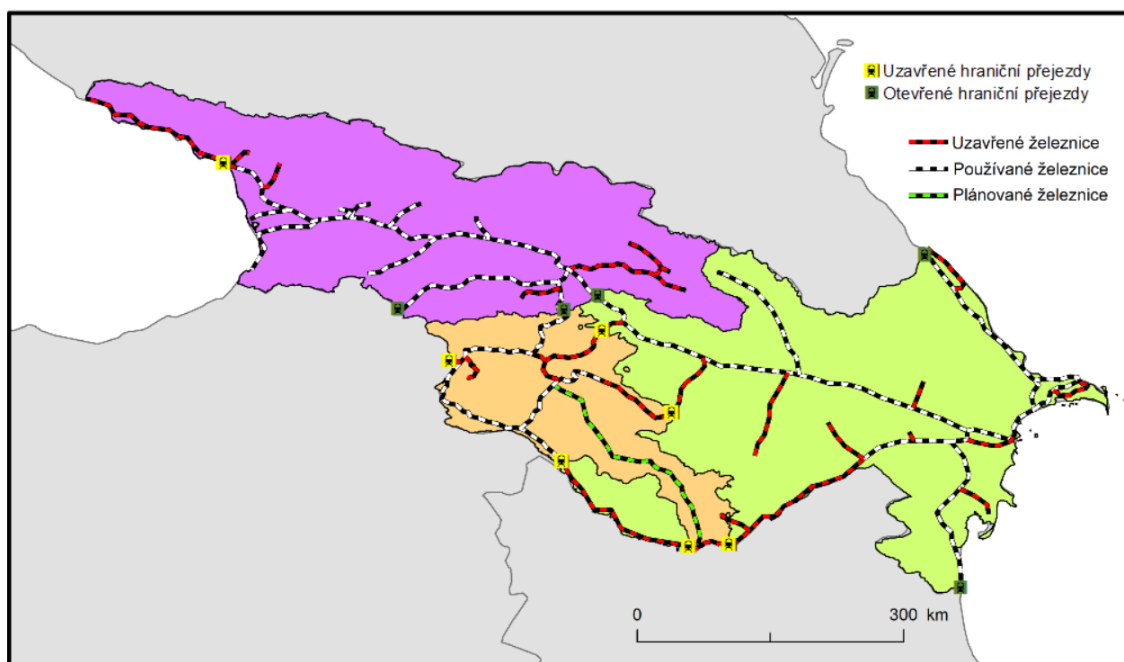 Uzavřené hraniční přejezdy
Otevřené hraniční přejezdy
Uzavřené železnice
Používané železnice
Plánované železnice
0 300 km